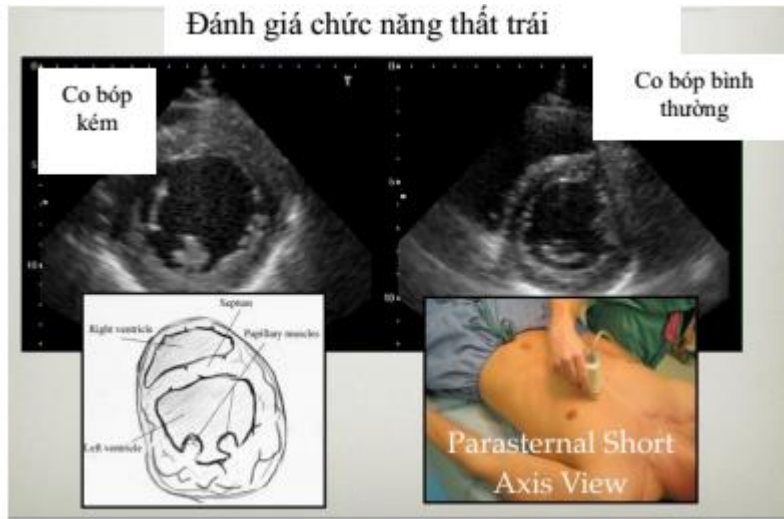 Đánh giá chức năng thất trái
Co bóp
kém
Co bóp bình
thường
Septum
Right ventricle
Papillary muscles
Left ventricle
Parasternal Short
Axis View